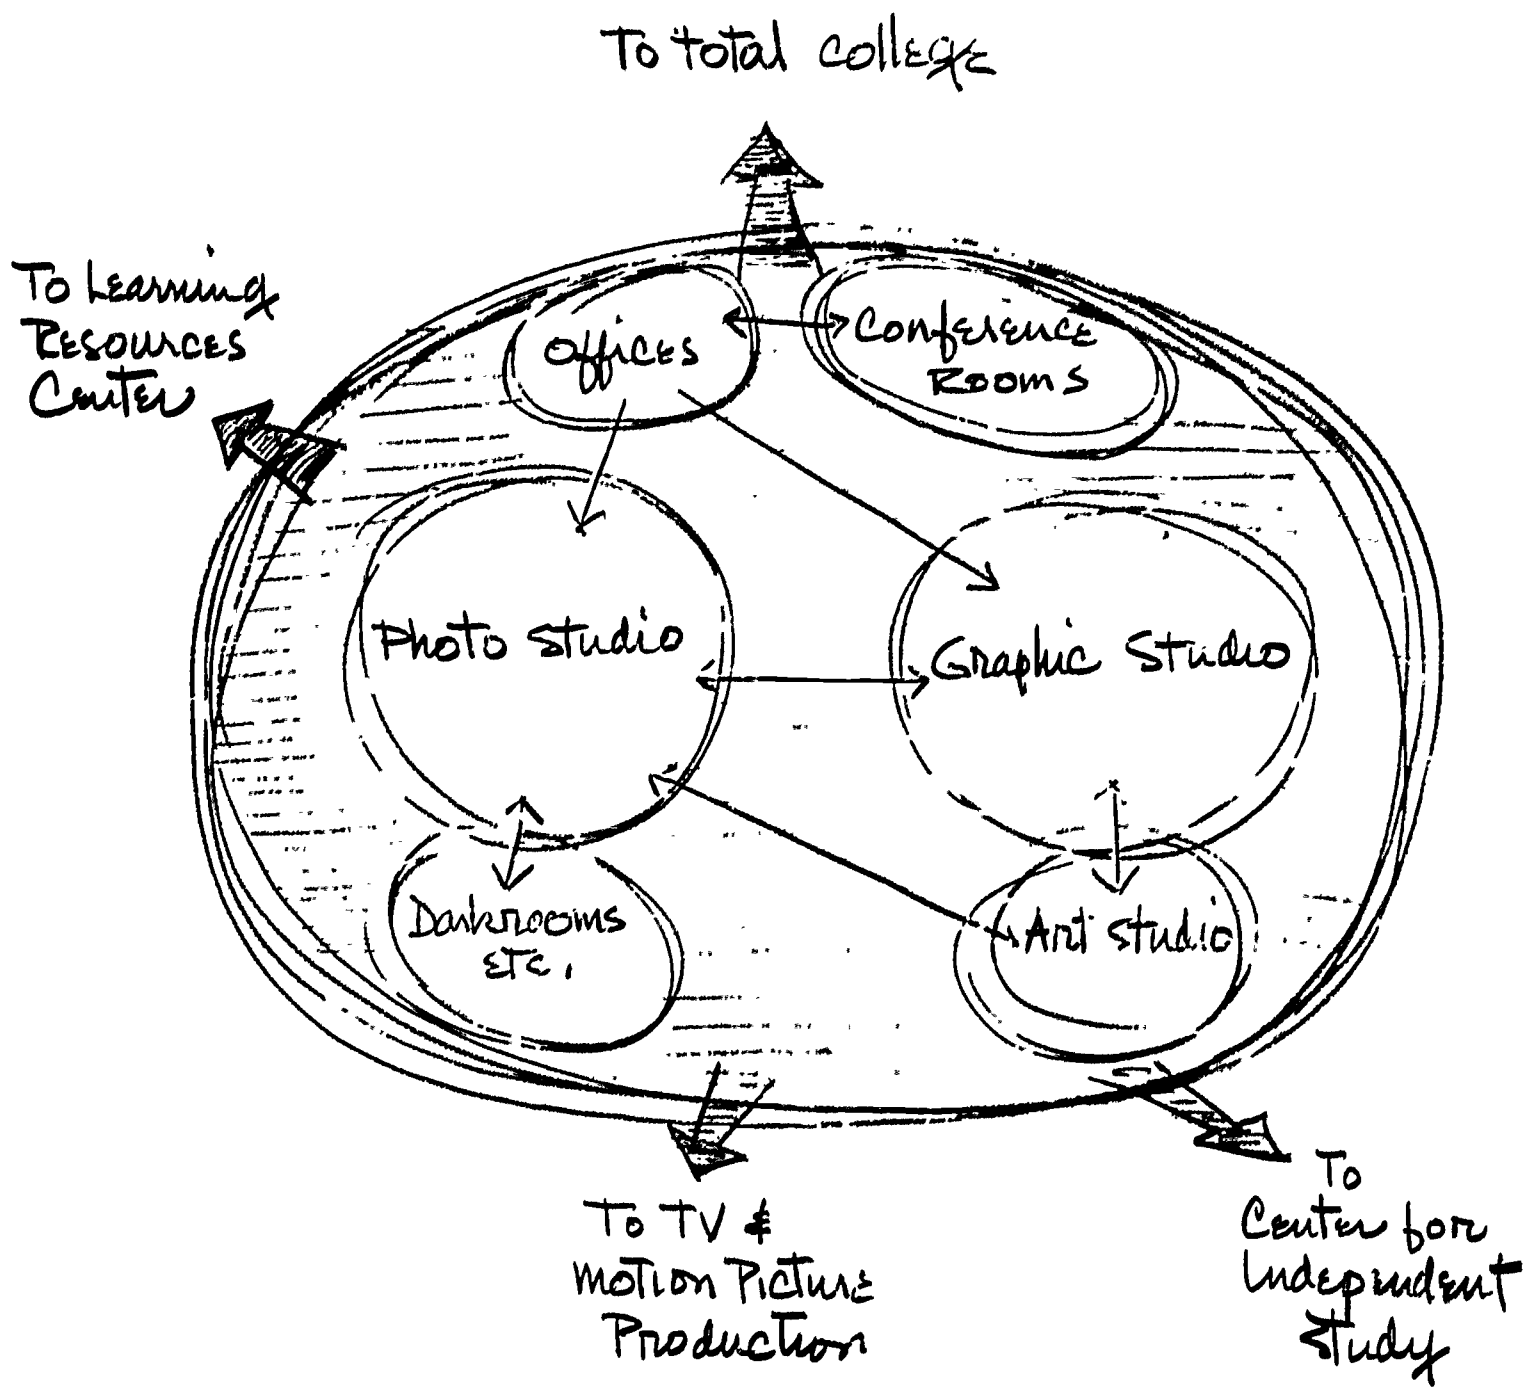 To total college
To Learning
Resources
Center
Offices
Conference
Rooms
Photo Studio
Graphic Studio
Darkrooms
etc.
Art Studio
To TV &
Motion Picture
Production
To
Center for
Independent
Study